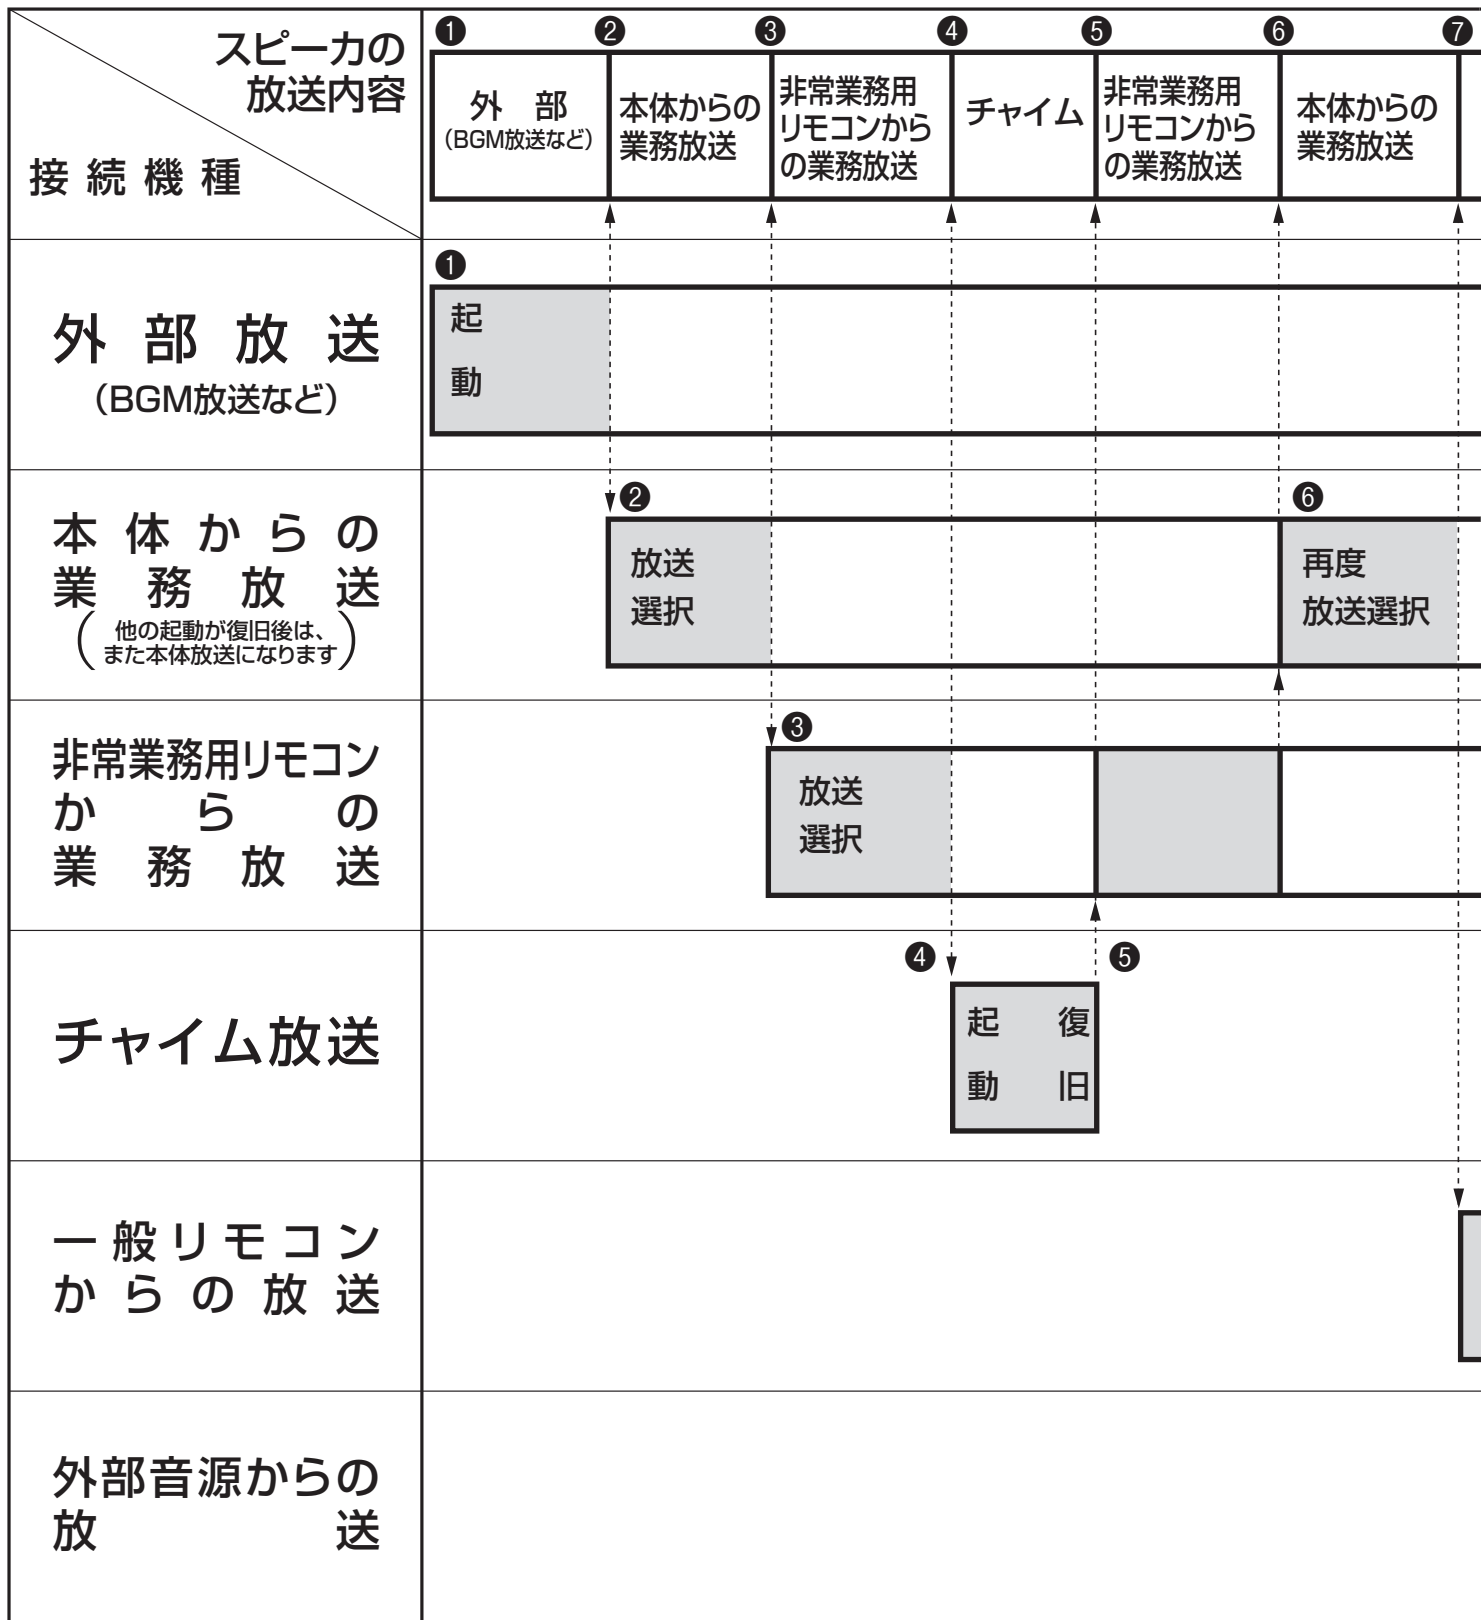 スピーカの
放送内容
接続機種
❶ ❷ ❸ ❹ ❺ ❻ ❼
外部
(BGM放送など)
本体からの
業務放送
非常業務用
リモコンから
の業務放送
チャイム
非常業務用
リモコンから
の業務放送
本体からの
業務放送
外部放送
(BGM放送など)
❶
起動
本体からの
業務放送
(他の起動が復旧後は、
また本体放送になります)
❷
放送
選択
❻
再度
放送選択
非常業務用リモコン
からの
業務放送
❸
放送
選択
チャイム放送
❹ ❺
起動
復旧
一般リモコン
からの放送
外部音源からの
放送